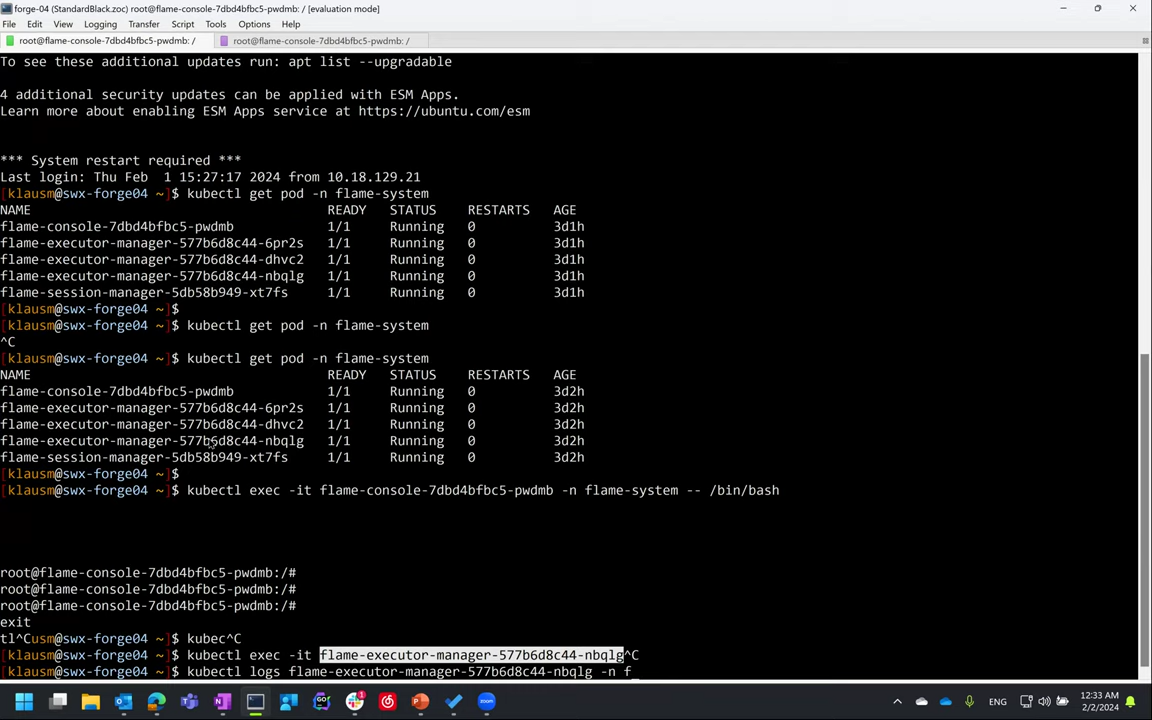 forge-04 (StandardBlack.zoc) root@flame-console-7dbd4bfbc5-pwdmb: / [evaluation mode]
File Edit View Logging Transfer Script Tools Options Help
root@flame-console-7dbd4bfbc5-pwdmb: / root@flame-console-7dbd4bfbc5-pwdmb: /
To see these additional updates run: apt list --upgradable
4 additional security updates can be applied with ESM Apps.
Learn more about enabling ESM Apps service at https://ubuntu.com/esm
*** System restart required ***
Last login: Thu Feb  1 15:27:17 2024 from 10.18.129.21
[klausm@swx-forge04 ~]$ kubectl get pod -n flame-system
NAME READY STATUS RESTARTS AGE
flame-console-7dbd4bfbc5-pwdmb 1/1 Running 0 3d1h
flame-executor-manager-577b6d8c44-6pr2s 1/1 Running 0 3d1h
flame-executor-manager-577b6d8c44-dhvc2 1/1 Running 0 3d1h
flame-executor-manager-577b6d8c44-nbqlg 1/1 Running 0 3d1h
flame-session-manager-5db58b949-xt7fs 1/1 Running 0 3d1h
[klausm@swx-forge04 ~]$
[klausm@swx-forge04 ~]$ kubectl get pod -n flame-system
^C
[klausm@swx-forge04 ~]$ kubectl get pod -n flame-system
NAME READY STATUS RESTARTS AGE
flame-console-7dbd4bfbc5-pwdmb 1/1 Running 0 3d2h
flame-executor-manager-577b6d8c44-6pr2s 1/1 Running 0 3d2h
flame-executor-manager-577b6d8c44-dhvc2 1/1 Running 0 3d2h
flame-executor-manager-577b6d8c44-nbqlg 1/1 Running 0 3d2h
flame-session-manager-5db58b949-xt7fs 1/1 Running 0 3d2h
[klausm@swx-forge04 ~]$
[klausm@swx-forge04 ~]$ kubectl exec -it flame-console-7dbd4bfbc5-pwdmb -n flame-system -- /bin/bash
root@flame-console-7dbd4bfbc5-pwdmb:/#
root@flame-console-7dbd4bfbc5-pwdmb:/#
root@flame-console-7dbd4bfbc5-pwdmb:/#
exit
tl^Cusm@swx-forge04 ~]$ kubec^C
[klausm@swx-forge04 ~]$ kubectl exec -it flame-executor-manager-577b6d8c44-nbqlg^C
[klausm@swx-forge04 ~]$ kubectl logs flame-executor-manager-577b6d8c44-nbqlg -n f_
ENG
12:33 AM
2/2/2024